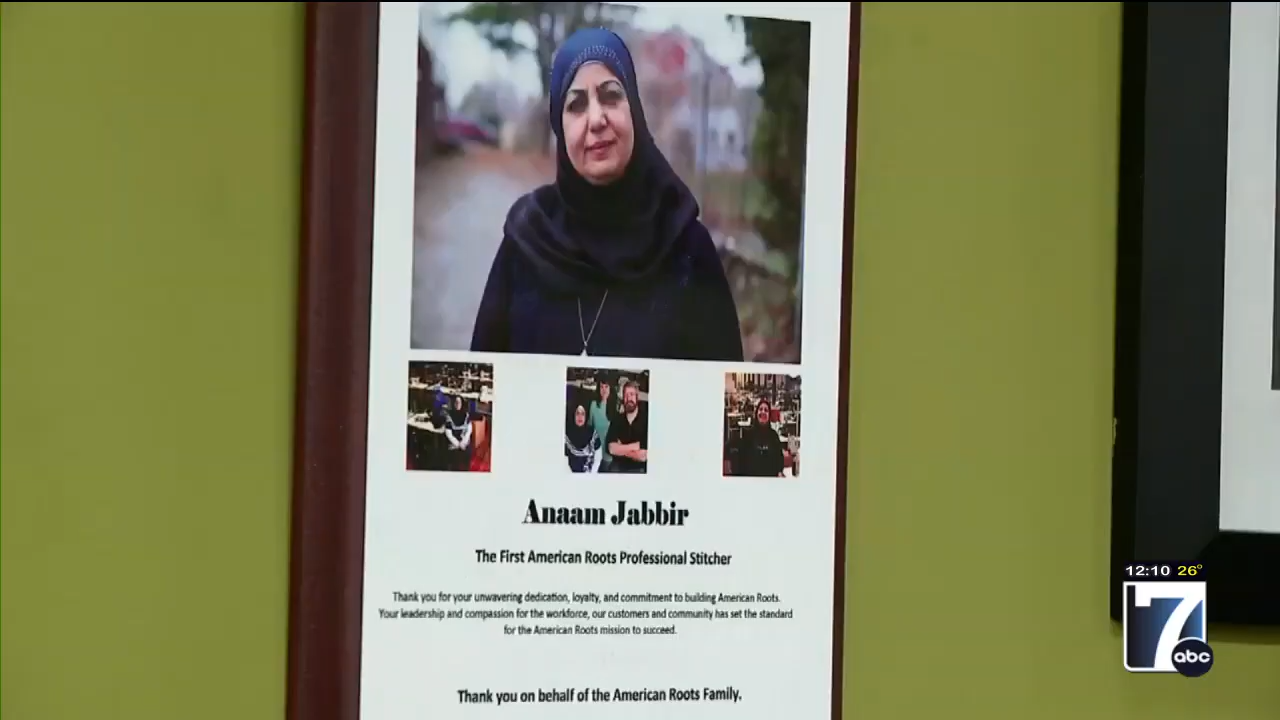 Anaam Jabbir
The First American Roots Professional Stitcher
Thank you for your unwavering dedication, loyalty, and commitment to building American Roots.
Your leadership and compassion for the workforce, our customers and community has set the standard
for the American Roots mission to succeed.
Thank you on behalf of the American Roots Family.
12:10 26°
7
abc